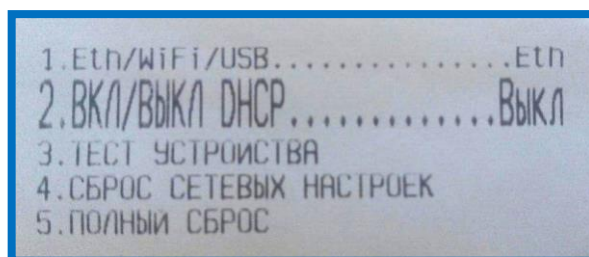 1.Eth/WiFi/USB................Eth
2.ВКЛ/ВЫКЛ DHCP.............Выкл
3.ТЕСТ УСТРОИСТВА
4.СБРОС СЕТЕВЫХ НАСТРОЕК
5.ПОЛНЫЙ СБРОС